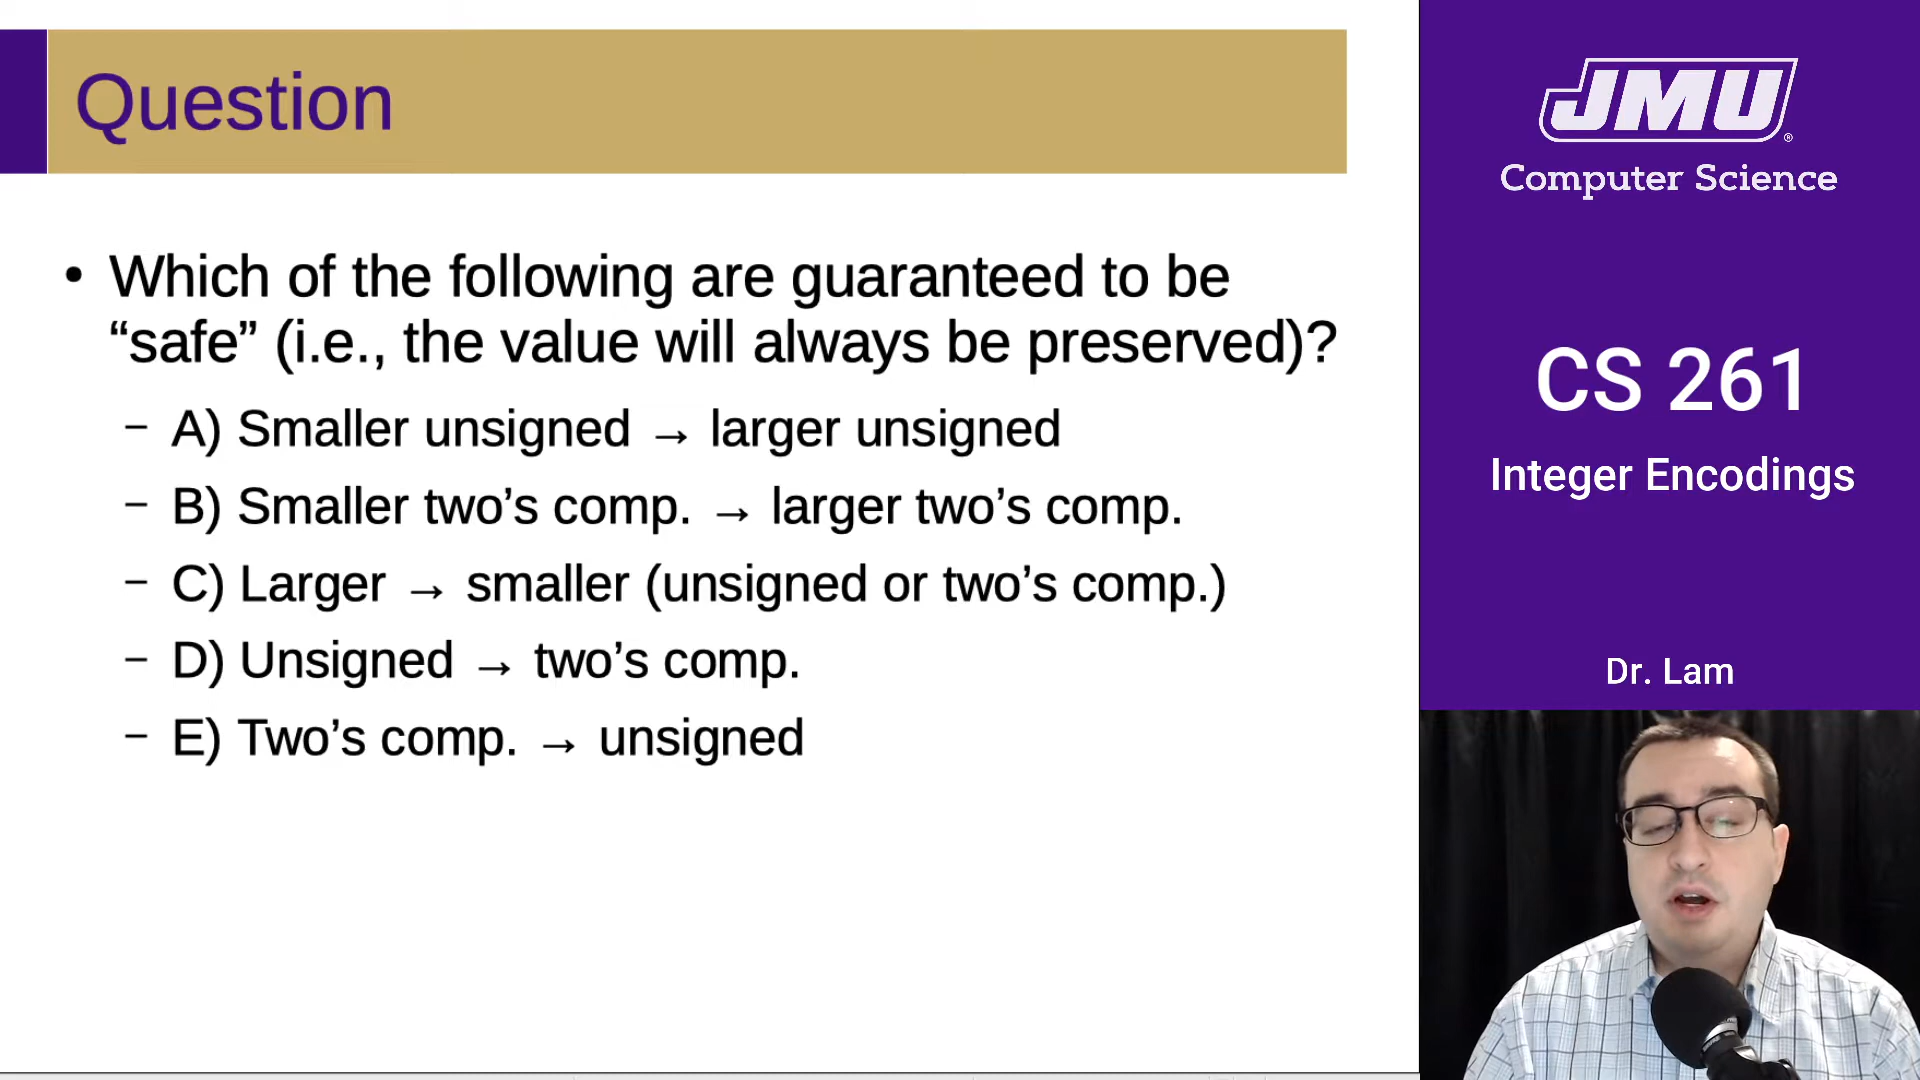 Question
• Which of the following are guaranteed to be
“safe” (i.e., the value will always be preserved)?
– A) Smaller unsigned → larger unsigned
– B) Smaller two’s comp. → larger two’s comp.
– C) Larger → smaller (unsigned or two’s comp.)
– D) Unsigned → two’s comp.
– E) Two’s comp. → unsigned
JMU®
Computer Science
CS 261
Integer Encodings
Dr. Lam